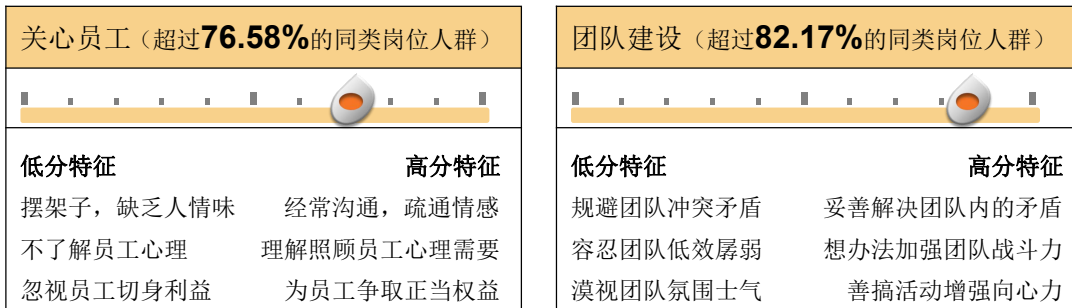 关心员工（超过76.58%的同类岗位人群）
低分特征 高分特征
摆架子，缺乏人情味 经常沟通，疏通情感
不了解员工心理 理解照顾员工心理需要
忽视员工切身利益 为员工争取正当权益
团队建设（超过82.17%的同类岗位人群）
低分特征 高分特征
规避团队冲突矛盾 妥善解决团队内的矛盾
容忍团队低效孱弱 想办法加强团队战斗力
漠视团队氛围士气 善搞活动增强向心力